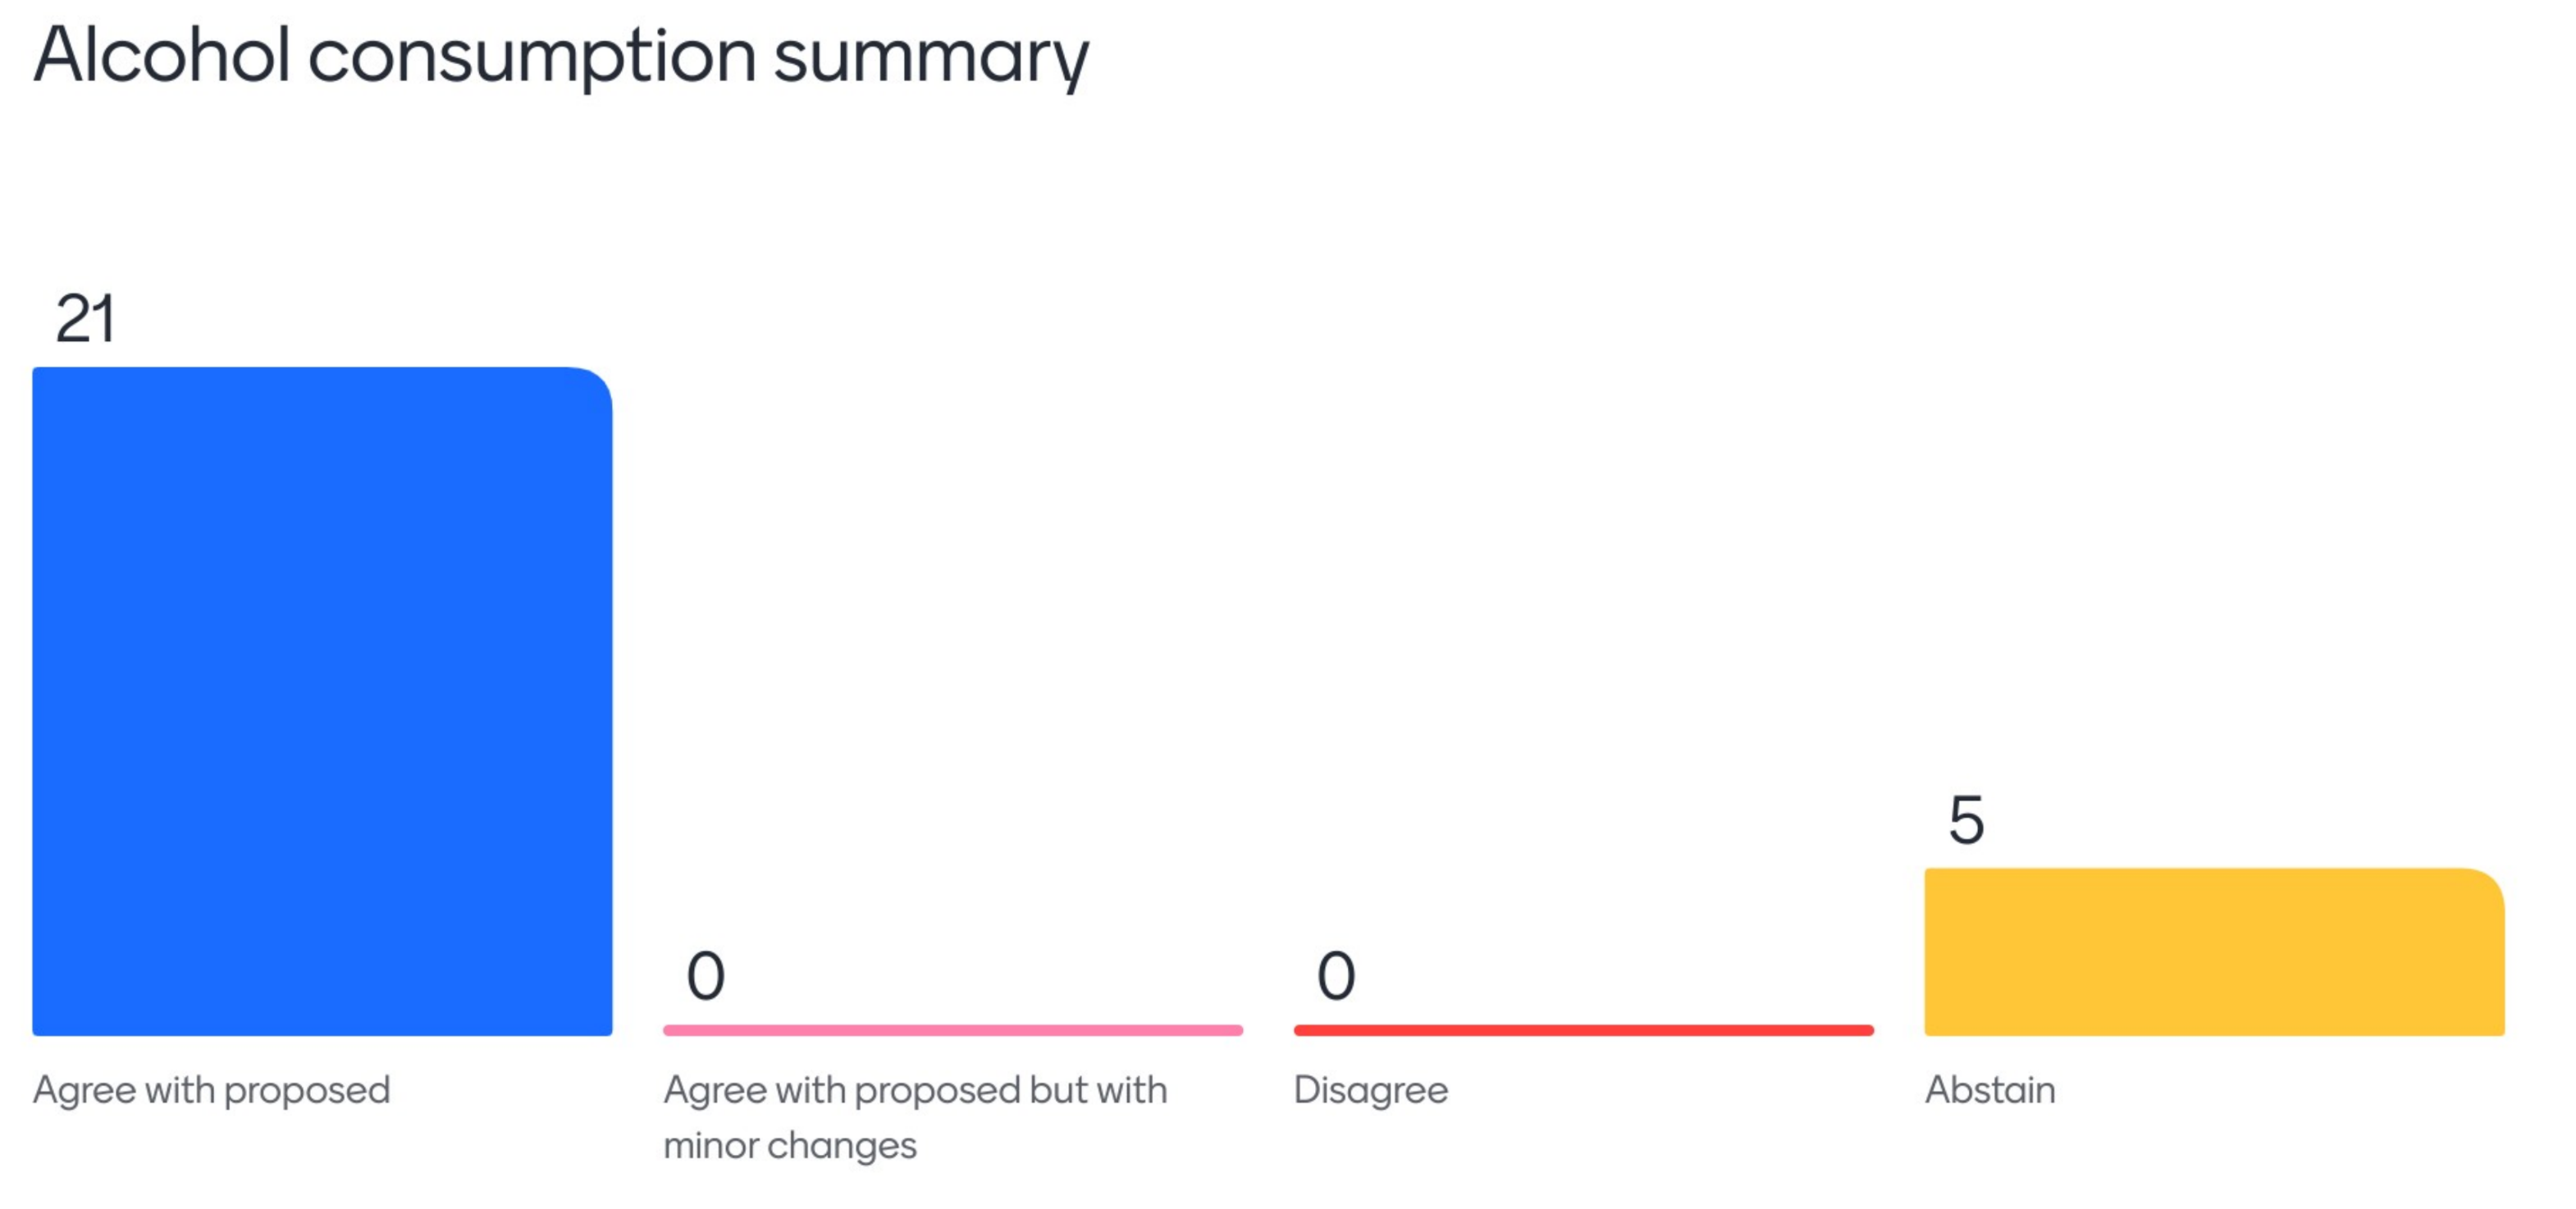 Alcohol consumption summary
21
0
0
5
Agree with proposed
Agree with proposed but with
minor changes
Disagree
Abstain